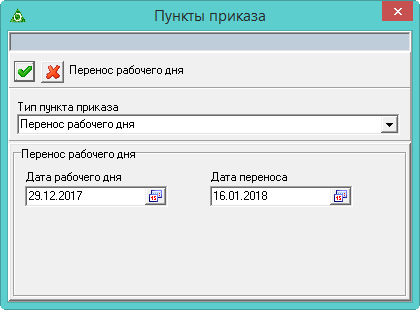 Пункты приказа
Перенос рабочего дня
Тип пункта приказа
Перенос рабочего дня
Перенос рабочего дня
Дата рабочего дня Дата переноса
29.12.2017 16.01.2018